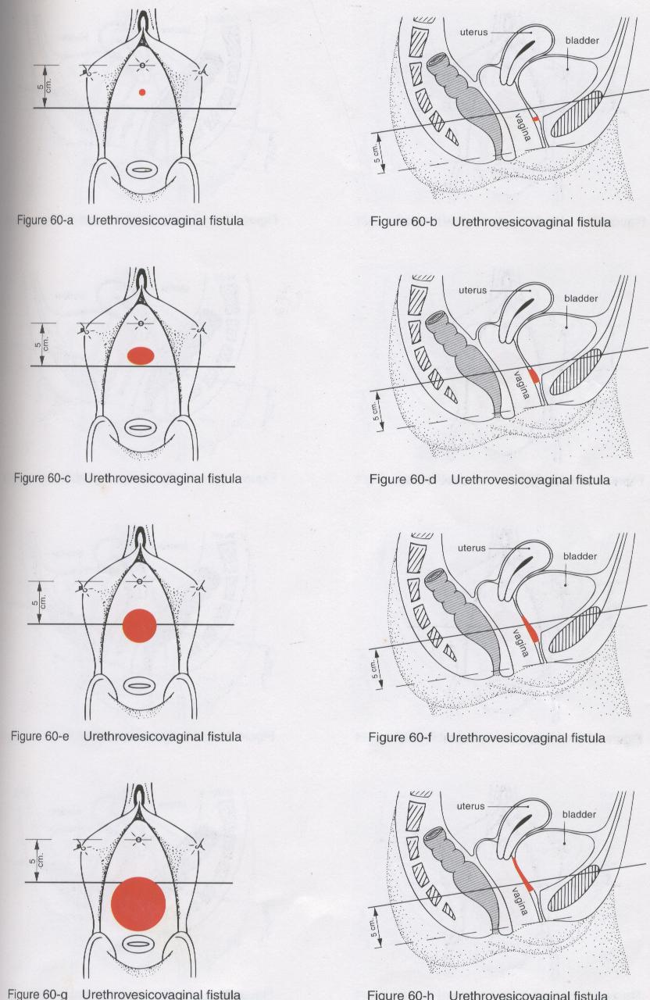 5 cm.
uterus
bladder
vagina
5 cm.
Figure 60-a Urethrovesicovaginal fistula
Figure 60-b Urethrovesicovaginal fistula
5 cm.
uterus
bladder
vagina
5 cm.
Figure 60-c Urethrovesicovaginal fistula
Figure 60-d Urethrovesicovaginal fistula
5 cm.
uterus
bladder
vagina
5 cm.
Figure 60-e Urethrovesicovaginal fistula
Figure 60-f Urethrovesicovaginal fistula
5 cm.
uterus
bladder
vagina
5 cm.
Figure 60-g Urethrovesicovaginal fistula
Figure 60-h Urethrovesicovaginal fistula